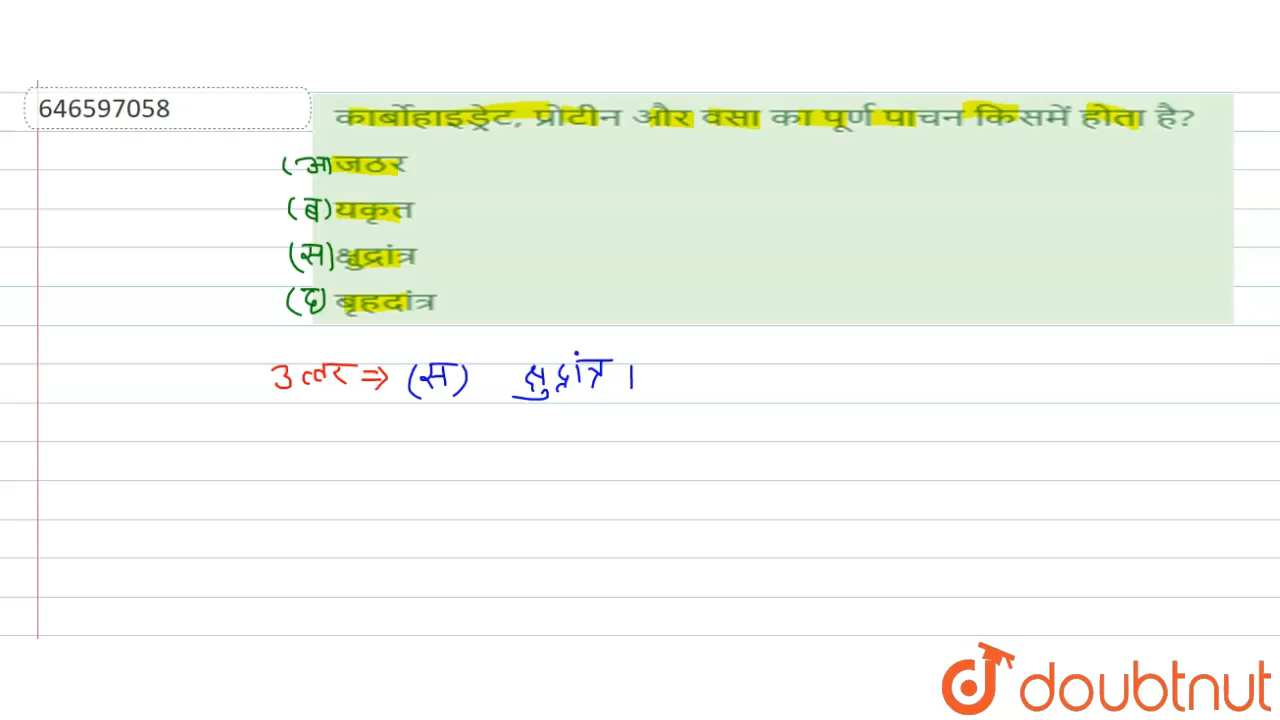 646597058
कार्बोहाइड्रेट, प्रोटीन और वसा का पूर्ण पाचन किसमें होता है?
(अ) जठर
(ब) यकृत
(स) क्षुद्रांत्र
(द) बृहदांत्र
उत्तर ⇒ (स) क्षुद्रांत्र ।
doubtnut